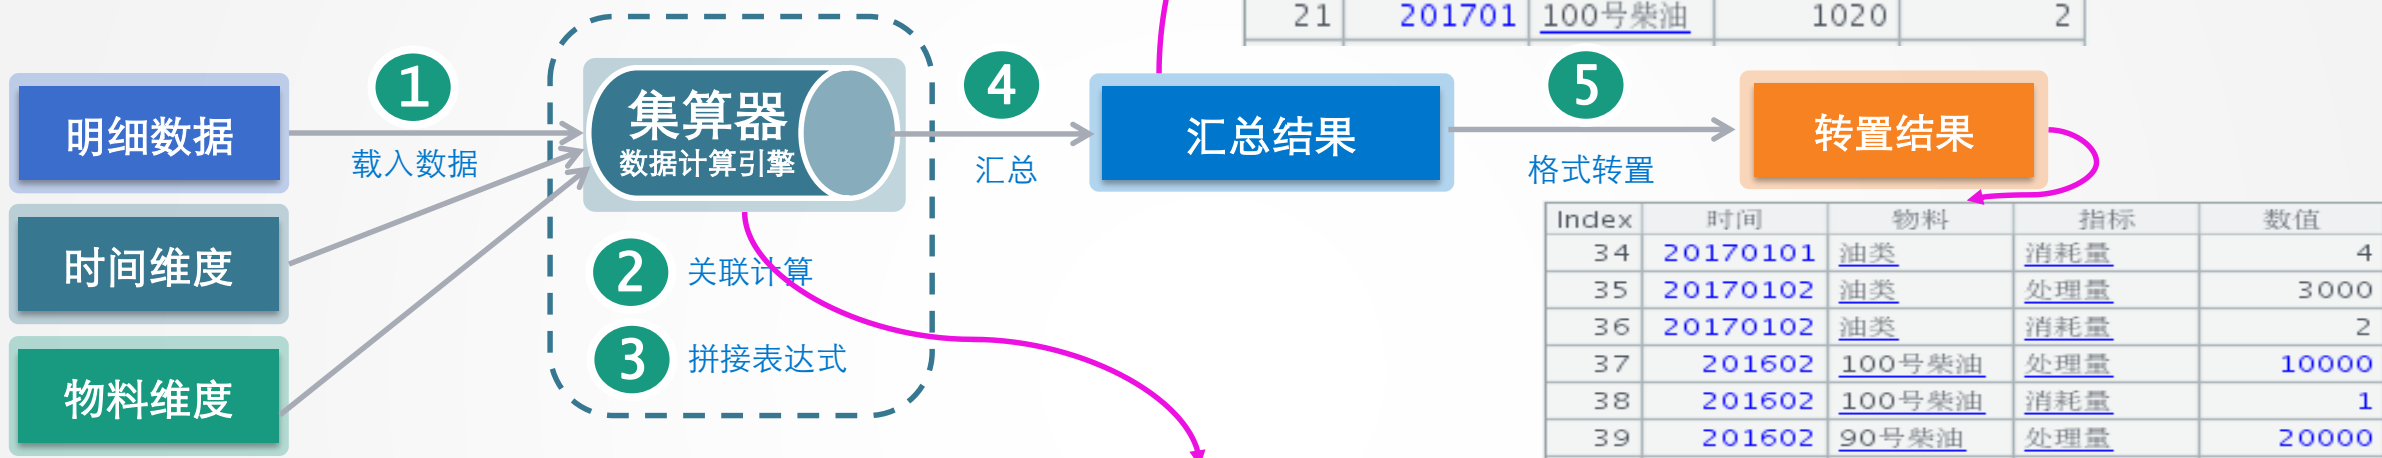 21 201701 100号柴油 1020 2
1
4
5
明细数据
集算器
数据计算引擎
汇总结果
转置结果
载入数据
汇总
格式转置
时间维度
2 关联计算
3 拼接表达式
物料维度
Index 时间 物料 指标 数值
34 20170101 油类 消耗量 4
35 20170102 油类 处理量 3000
36 20170102 油类 消耗量 2
37 201602 100号柴油 处理量 10000
38 201602 100号柴油 消耗量 1
39 201602 90号柴油 处理量 20000